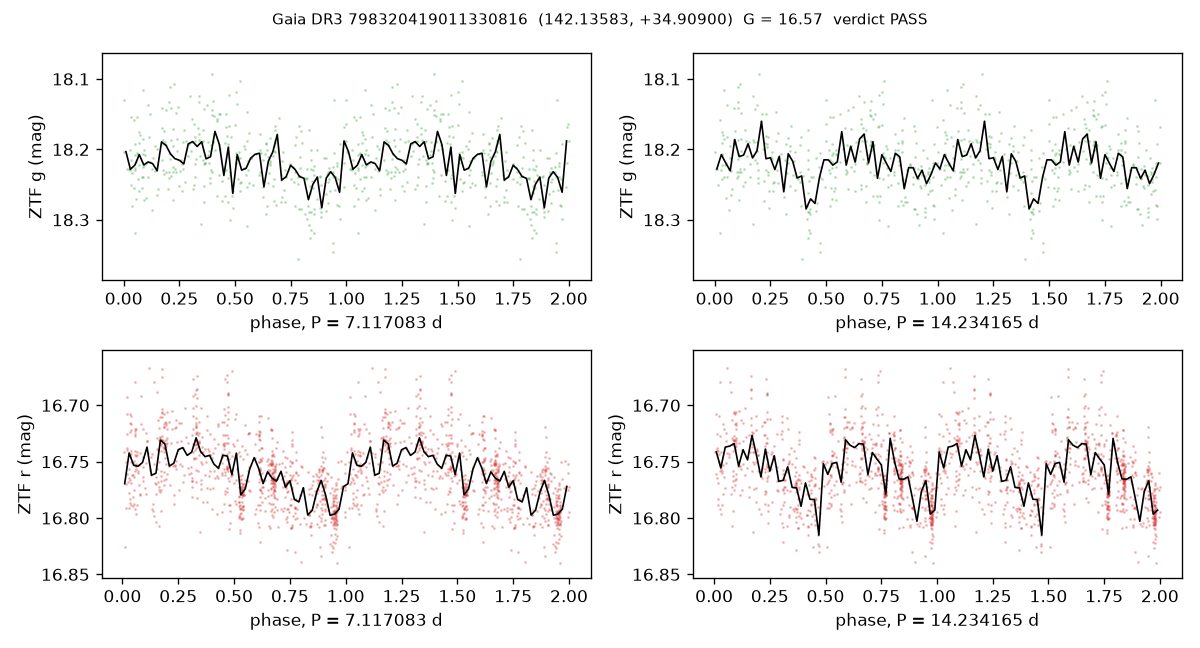 Gaia DR3 798320419011330816 (142.13583, +34.90900) G = 16.57 verdict PASS
ZTF g (mag)
18.1
18.2
18.3
0.00 0.25 0.50 0.75 1.00 1.25 1.50 1.75 2.00
phase, P = 7.117083 d
ZTF g (mag)
18.1
18.2
18.3
0.00 0.25 0.50 0.75 1.00 1.25 1.50 1.75 2.00
phase, P = 14.234165 d
ZTF r (mag)
16.70
16.75
16.80
16.85
0.00 0.25 0.50 0.75 1.00 1.25 1.50 1.75 2.00
phase, P = 7.117083 d
ZTF r (mag)
16.70
16.75
16.80
16.85
0.00 0.25 0.50 0.75 1.00 1.25 1.50 1.75 2.00
phase, P = 14.234165 d